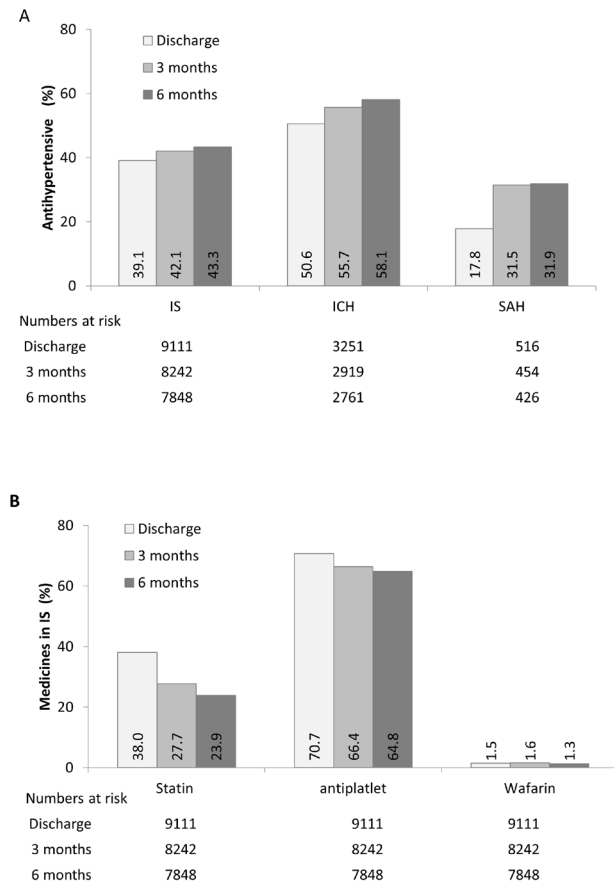 A
80
60
40
20
0
Antihypertensive (%)
Discharge
3 months
6 months
39.1 42.1 43.3 50.6 55.7 58.1 17.8 31.5 31.9
IS ICH SAH
Numbers at risk
Discharge 9111 3251 516
3 months 8242 2919 454
6 months 7848 2761 426
B
80
60
40
20
0
Medicines in IS (%)
Discharge
3 months
6 months
38.0 27.7 23.9 70.7 66.4 64.8 1.5 1.6 1.3
Statin antiplatlet Wafarin
Numbers at risk
Discharge 9111 9111 9111
3 months 8242 8242 8242
6 months 7848 7848 7848